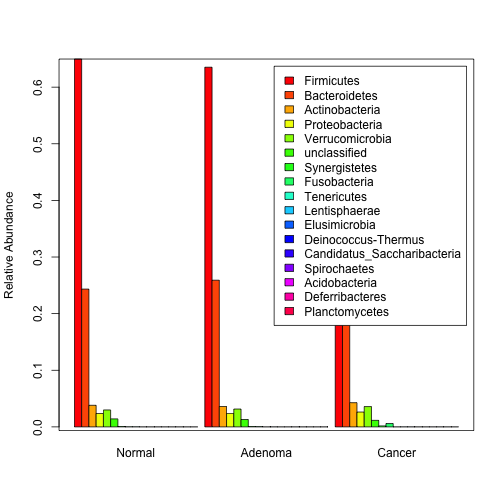 Relative Abundance
0.6
0.5
0.4
0.3
0.2
0.1
0.0
Firmicutes
Bacteroidetes
Actinobacteria
Proteobacteria
Verrucomicrobia
unclassified
Synergistetes
Fusobacteria
Tenericutes
Lentisphaerae
Elusimicrobia
Deinococcus-Thermus
Candidatus_Saccharibacteria
Spirochaetes
Acidobacteria
Deferribacteres
Planctomycetes
Normal Adenoma Cancer